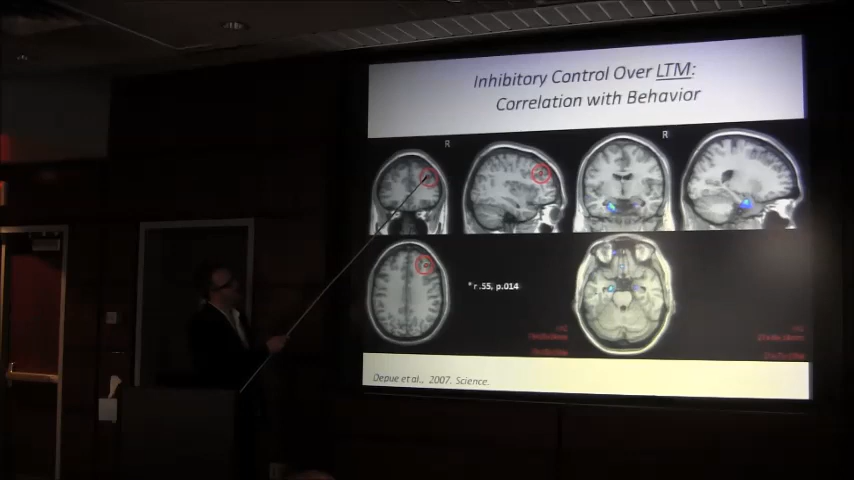 Inhibitory Control Over LTM:
Correlation with Behavior
R
R
*r .55, p.014
Depue et al., 2007. Science.